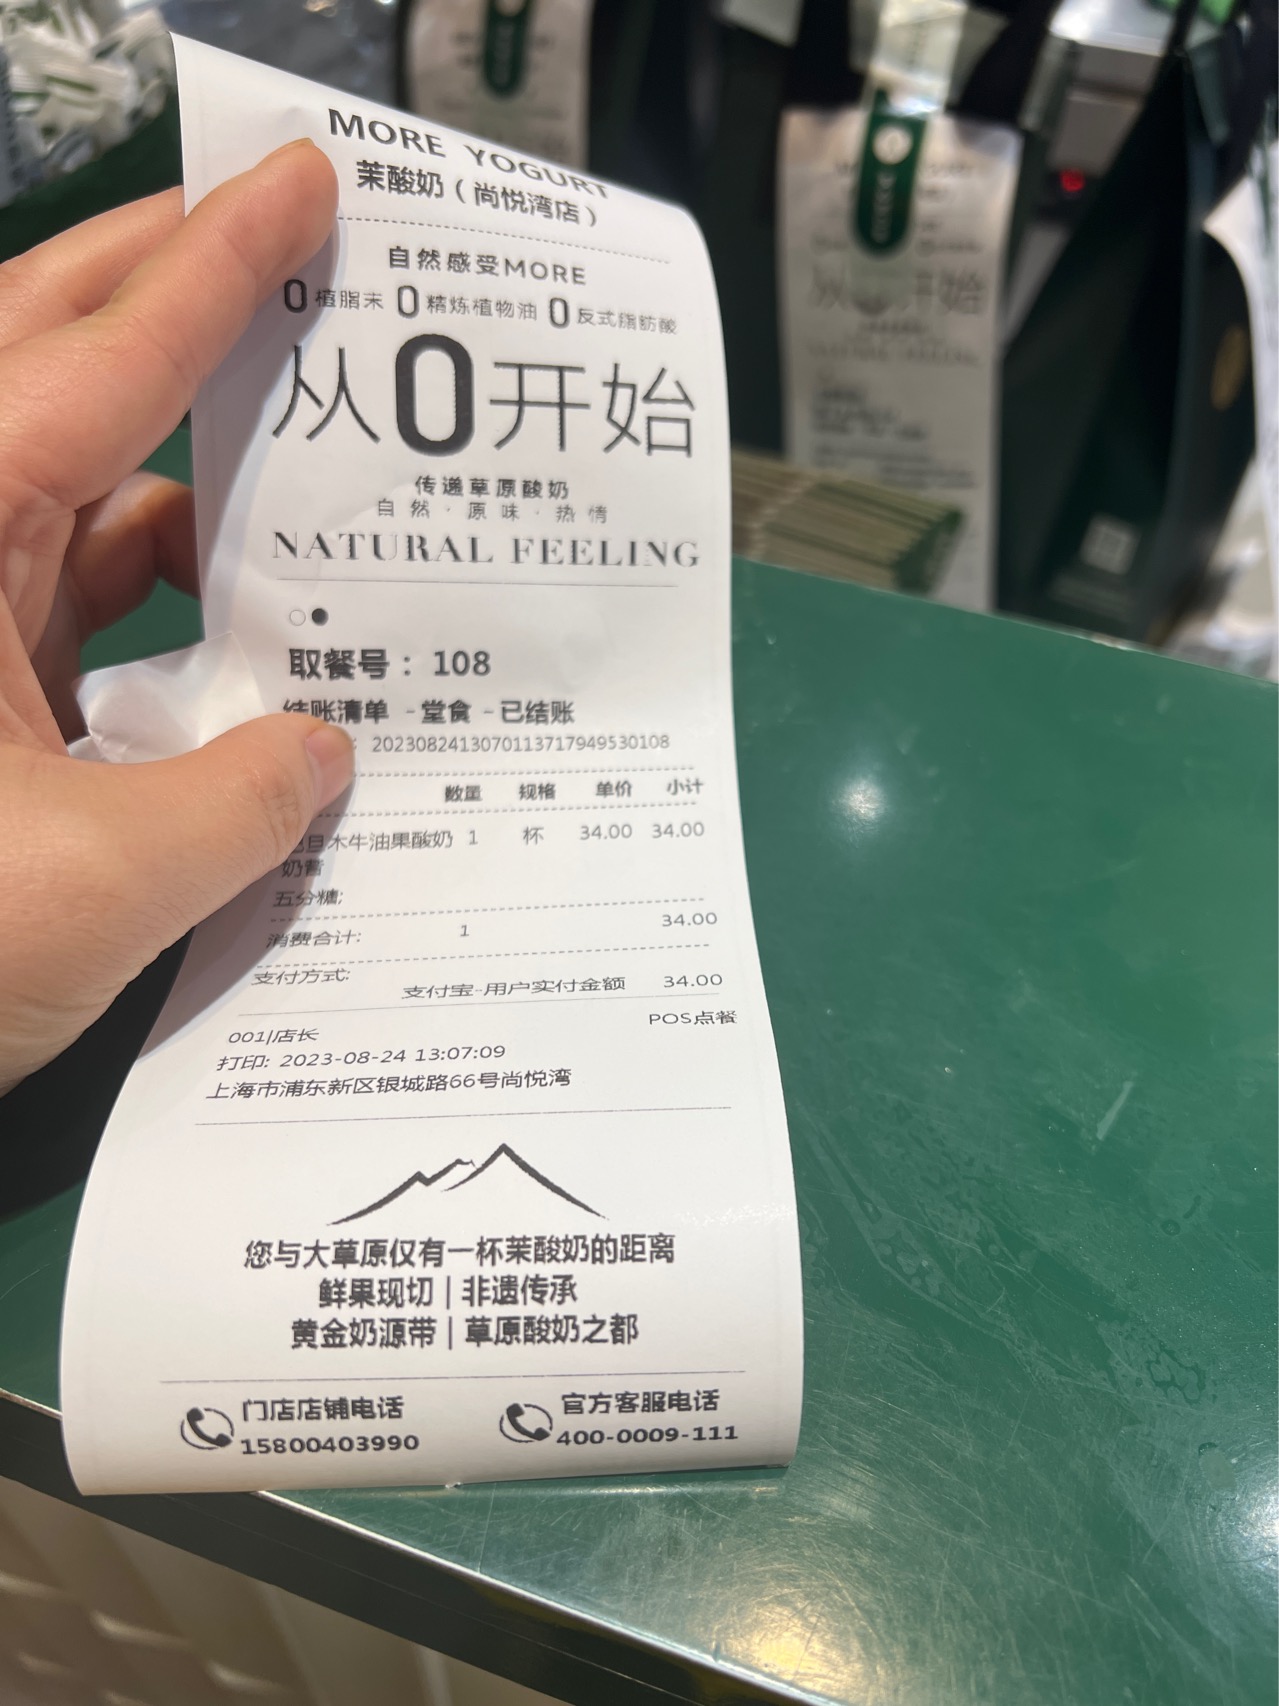 MORE YOGURT
茉酸奶（尚悦湾店）
自然感受MORE
0植脂末 0精炼植物油 0反式脂肪酸
从0开始
传递草原酸奶
自然·原味·热情
NATURAL FEELING
取餐号：108
结账清单 -堂食 -已结账
: 20230824130701137179495​30108
数量 规格 单价 小计
巴旦木牛油果酸奶 1 杯 34.00 34.00
奶昔
五分糖;
消费合计: 1 34.00
支付方式:
支付宝-用户实付金额 34.00
001|店长 POS点餐
打印: 2023-08-24 13:07:09
上海市浦东新区银城路66号尚悦湾
您与大草原仅有一杯茉酸奶的距离
鲜果现切｜非遗传承
黄金奶源带｜草原酸奶之都
门店店铺电话
15800403990
官方客服电话
400-0009-111
从 开始